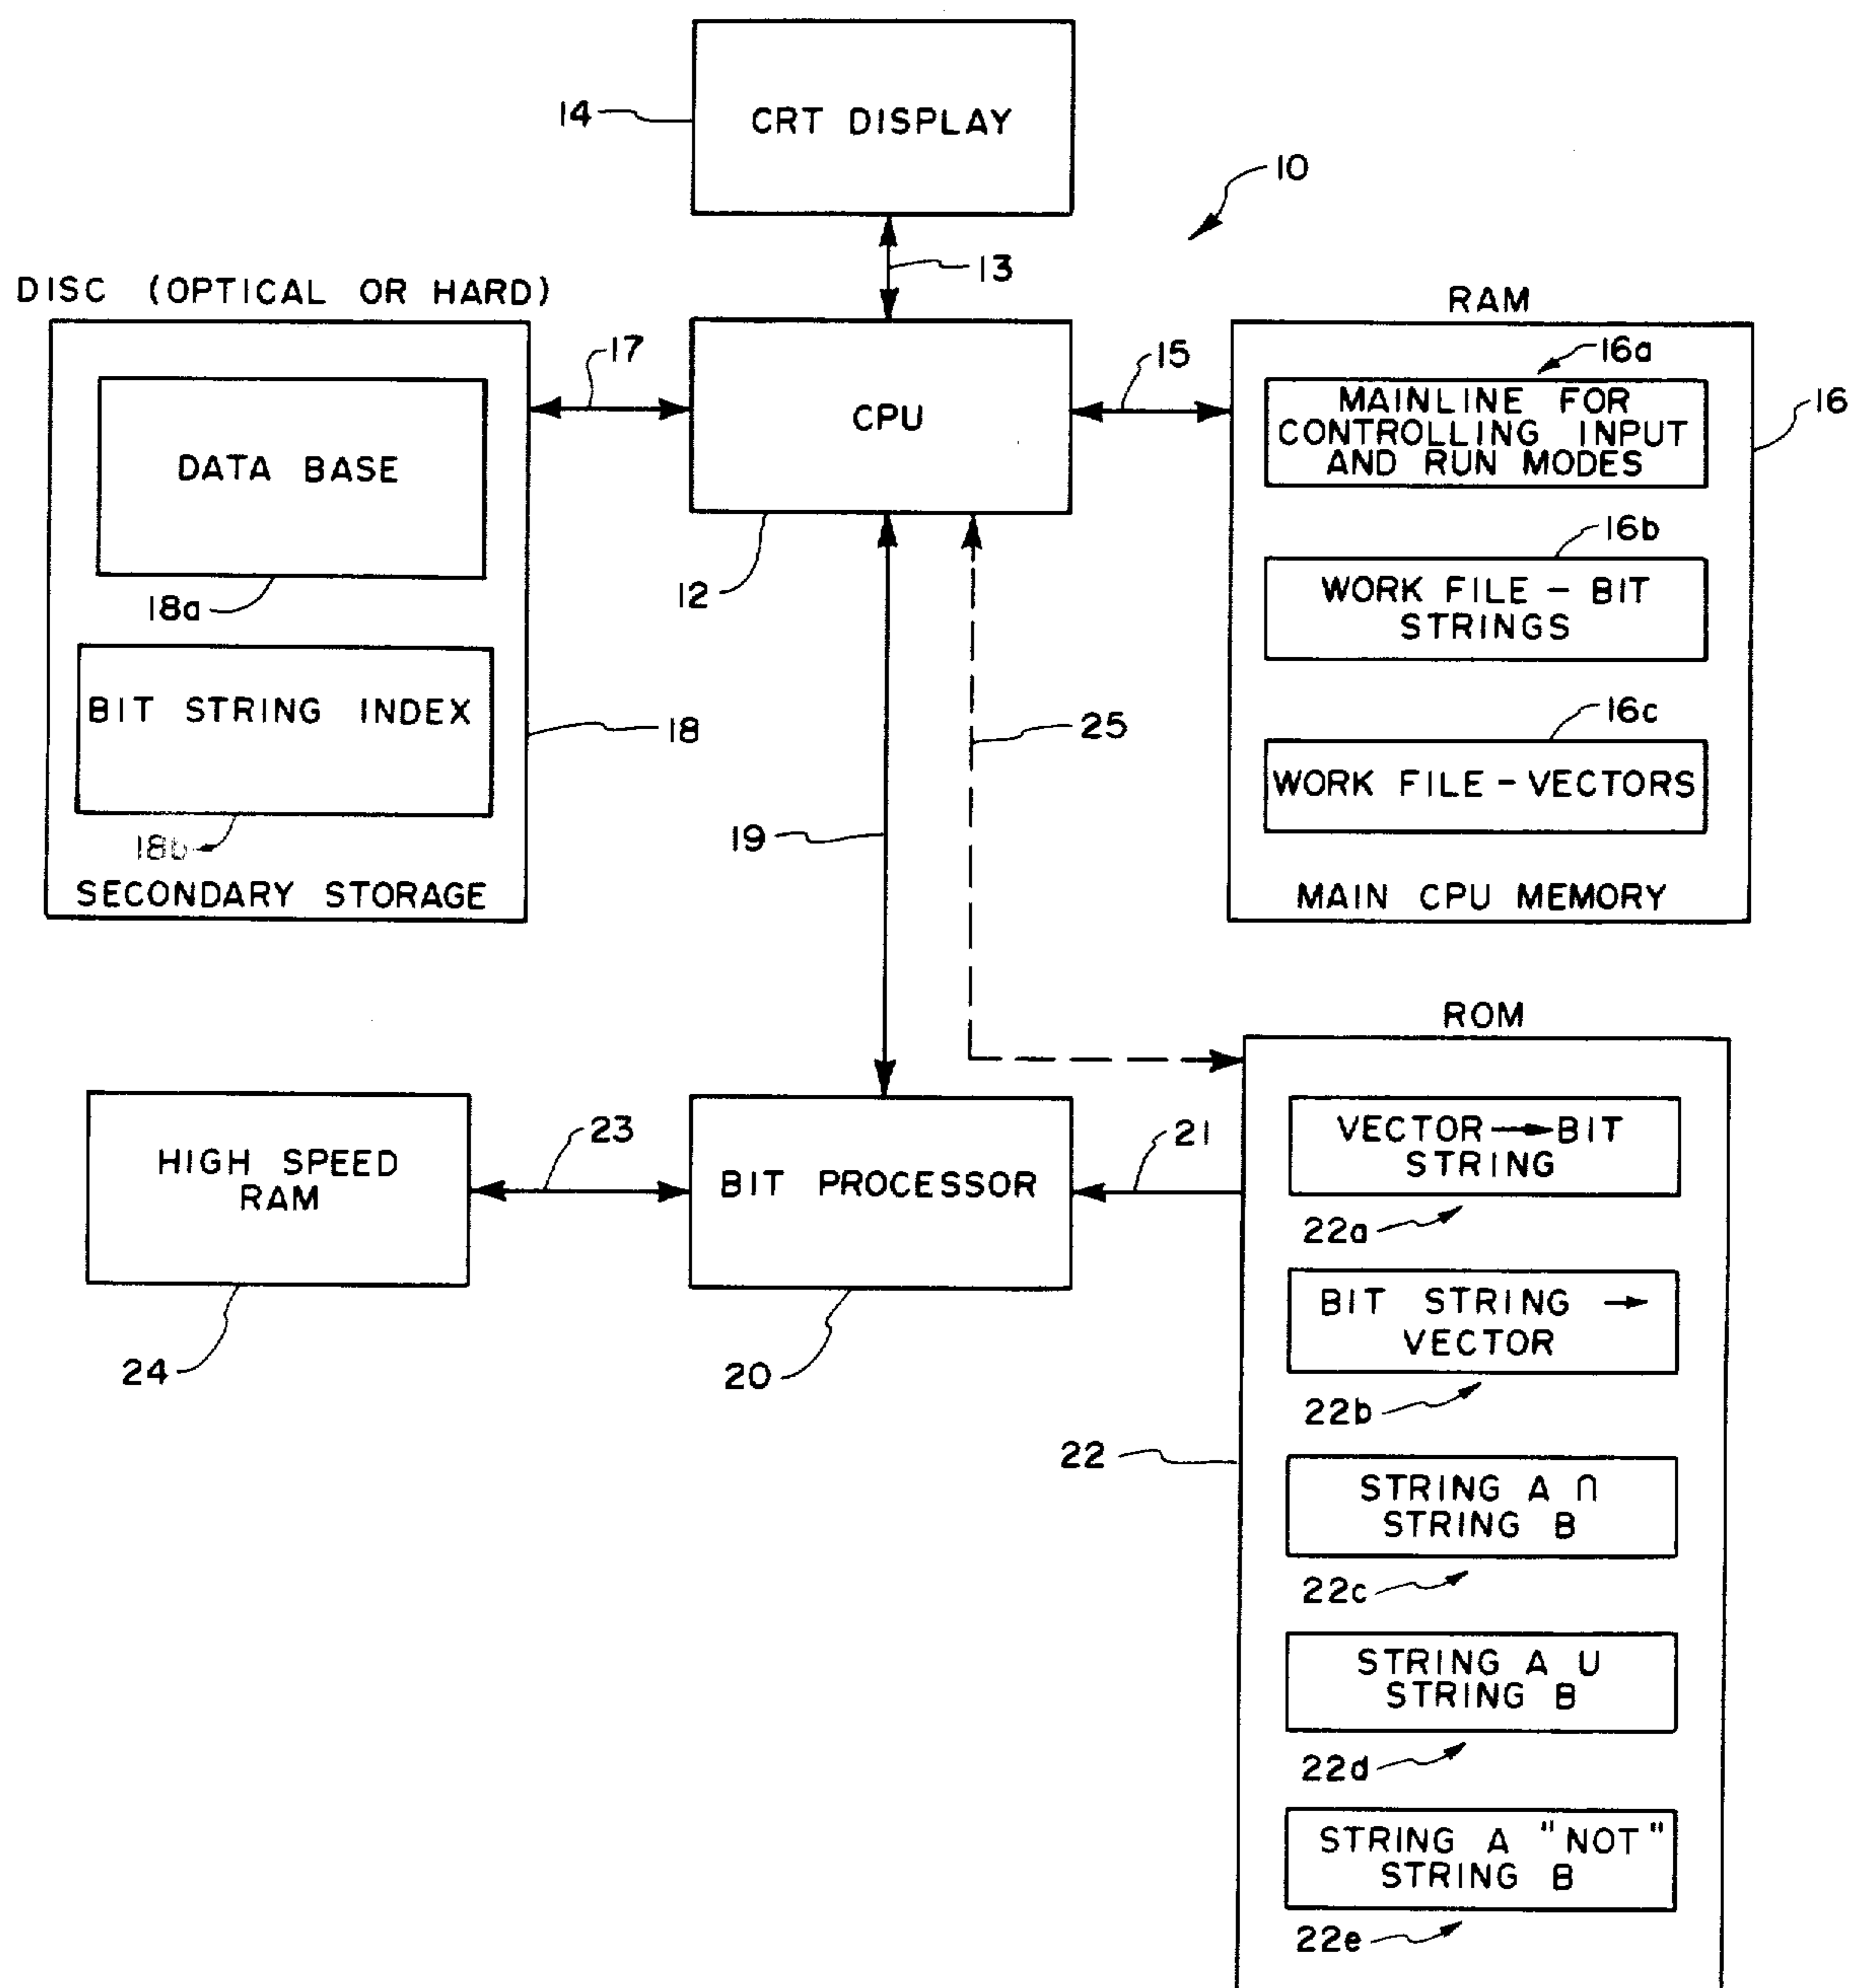 14
CRT DISPLAY
10
13
DISC (OPTICAL OR HARD)
17
DATA BASE
18a
BIT STRING INDEX
18
18b
SECONDARY STORAGE
CPU
12
15
RAM
16a
MAINLINE FOR
CONTROLLING INPUT
AND RUN MODES
16
16b
WORK FILE - BIT
STRINGS
16c
WORK FILE - VECTORS
MAIN CPU MEMORY
19
25
HIGH SPEED
RAM
24
23
BIT PROCESSOR
20
21
ROM
VECTOR → BIT
STRING
22a
BIT STRING →
VECTOR
22b
22
STRING A ∩
STRING B
22c
STRING A ∪
STRING B
22d
STRING A "NOT"
STRING B
22e